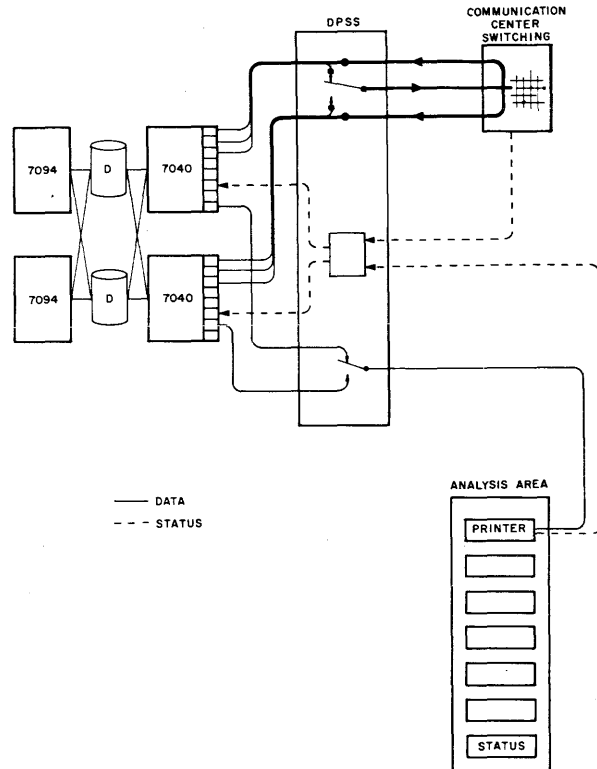 DPSS
COMMUNICATION
CENTER
SWITCHING
7094
D
7040
7094
D
7040
DATA
STATUS
ANALYSIS AREA
PRINTER
STATUS